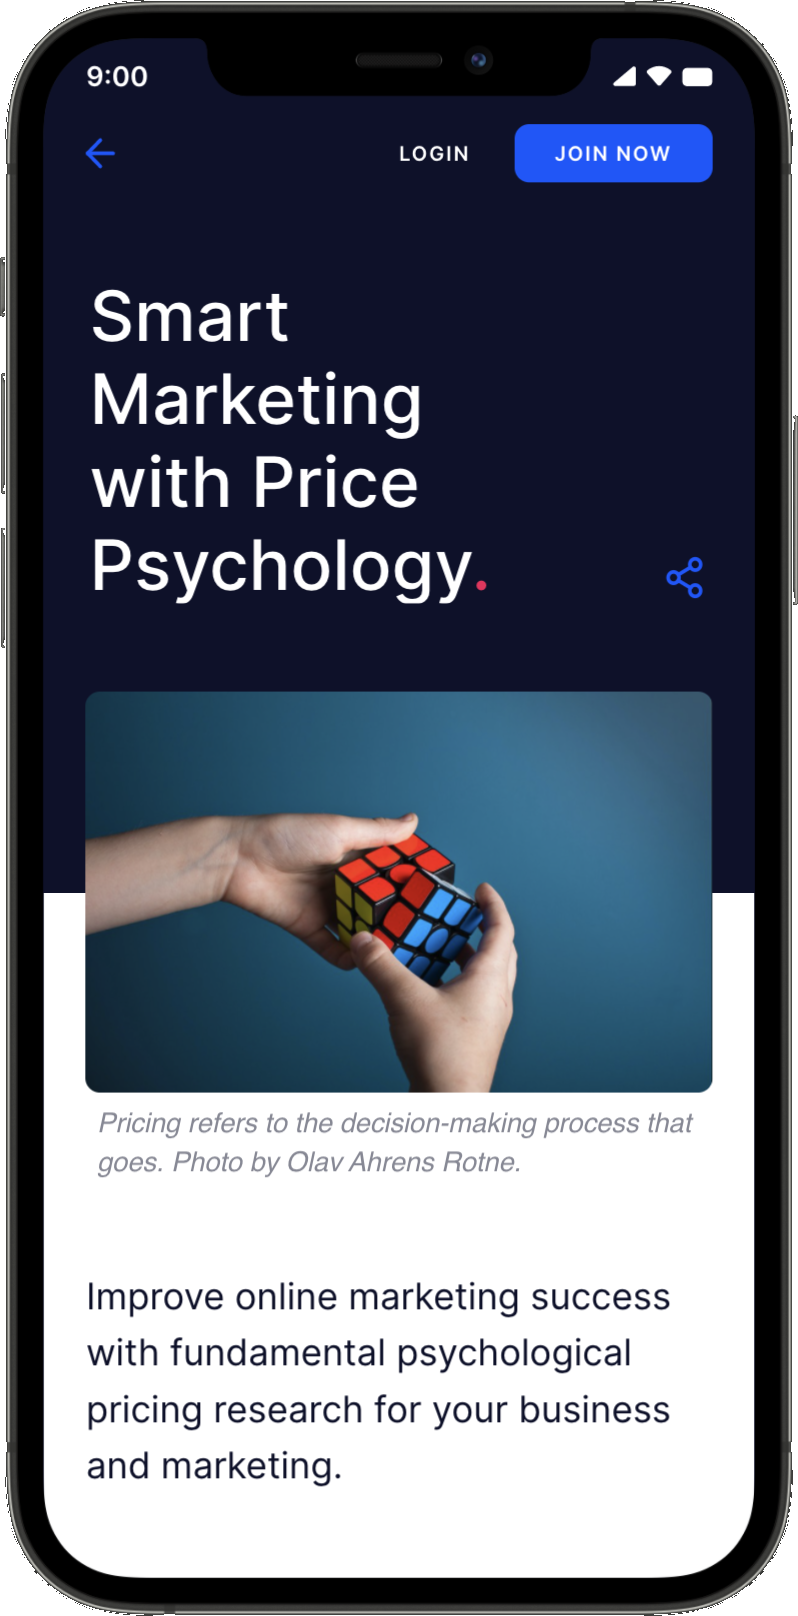 9:00
LOGIN
JOIN NOW
Smart
Marketing
with Price
Psychology.
Pricing refers to the decision-making process that
goes. Photo by Olav Ahrens Rotne.
Improve online marketing success
with fundamental psychological
pricing research for your business
and marketing.